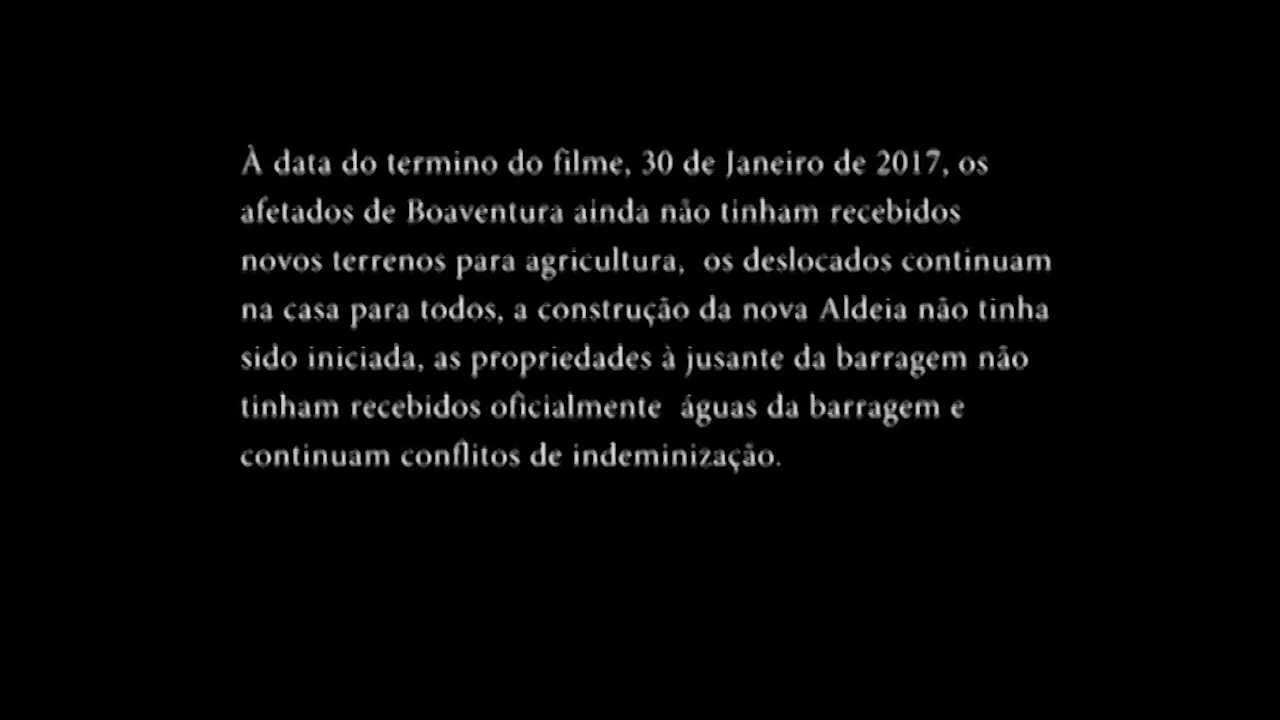 À data do termino do filme, 30 de Janeiro de 2017, os
afetados de Boaventura ainda não tinham recebidos
novos terrenos para agricultura,  os deslocados continuam
na casa para todos, a construção da nova Aldeia não tinha
sido iniciada, as propriedades à jusante da barragem não
tinham recebidos oficialmente  águas da barragem e
continuam conflitos de indeminização.